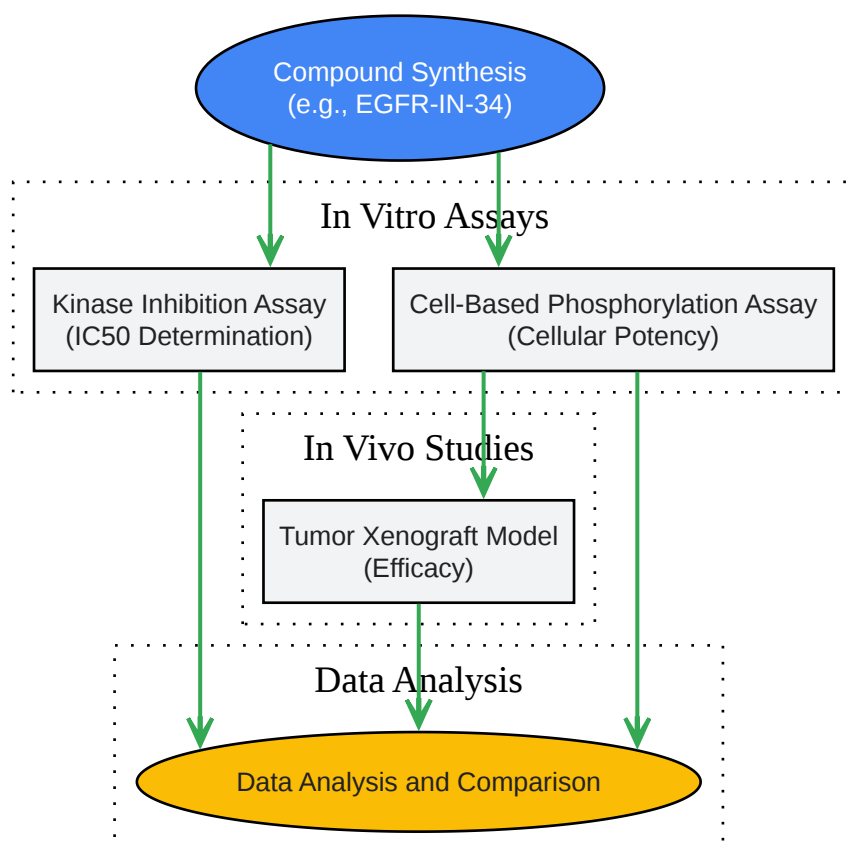 Compound Synthesis
(e.g., EGFR-IN-34)
In Vitro Assays
Kinase Inhibition Assay
(IC50 Determination)
Cell-Based Phosphorylation Assay
(Cellular Potency)
In Vivo Studies
Tumor Xenograft Model
(Efficacy)
Data Analysis
Data Analysis and Comparison